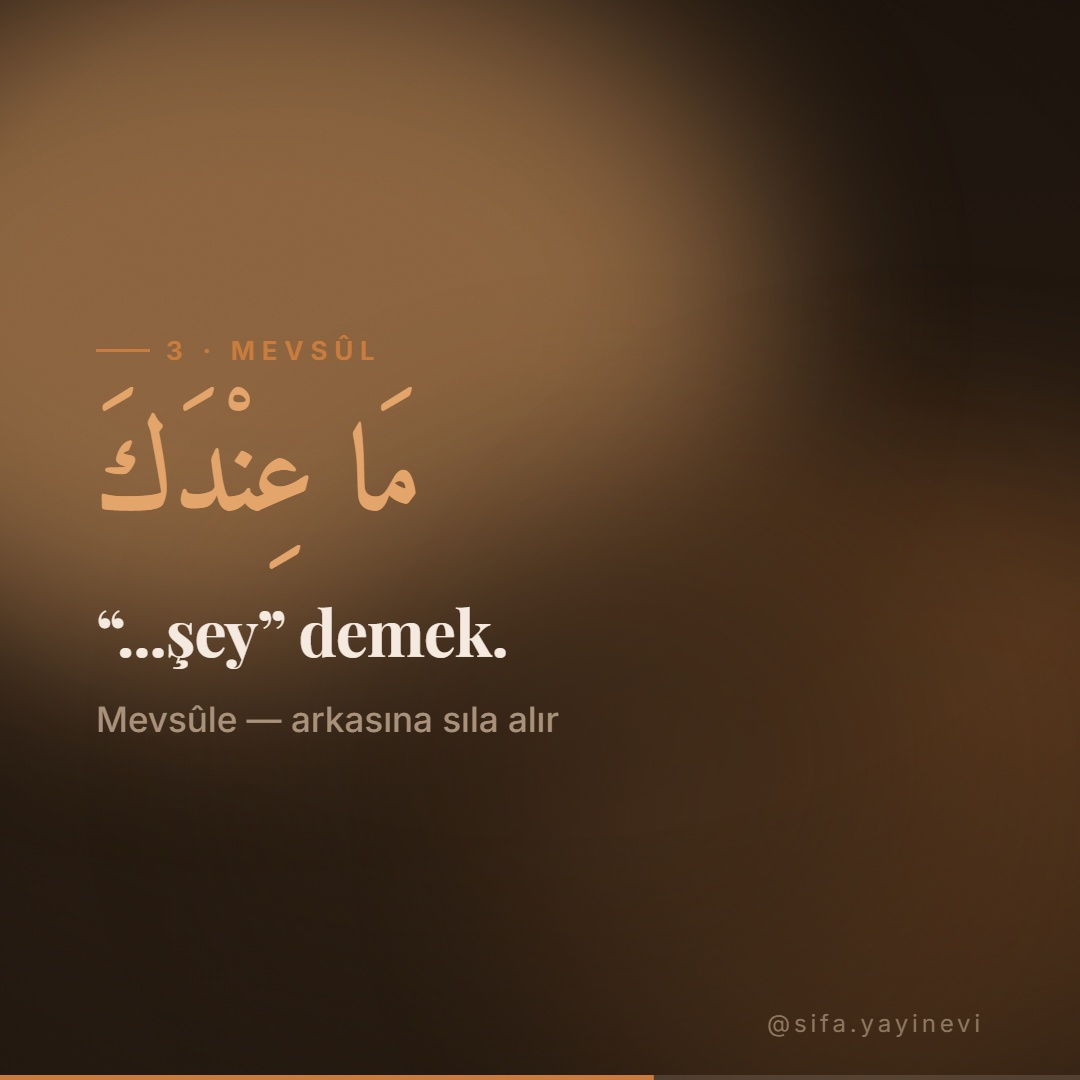 3 · MEVSÛL
مَا عِنْدَكَ
“...şey” demek.
Mevsûle — arkasına sıla alır
@sifa.yayinevi